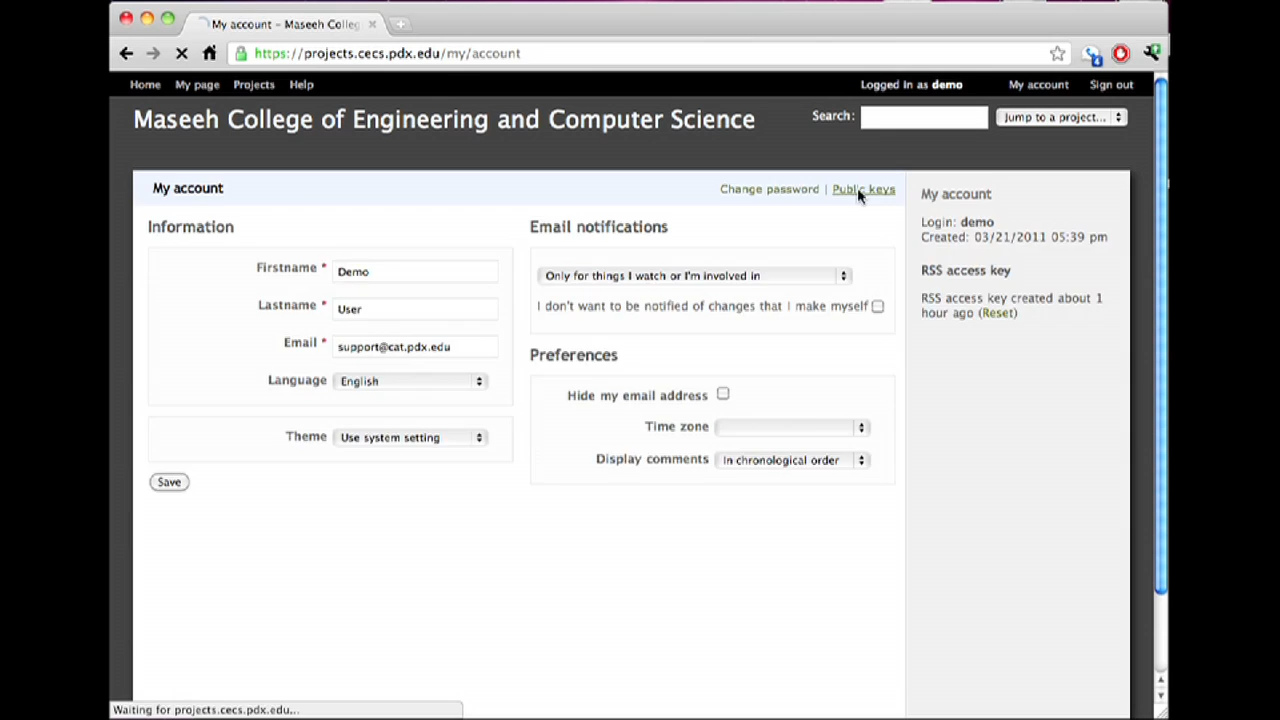 My account – Maseeh Colleg
https://projects.cecs.pdx.edu/my/account
4
Home My page Projects Help Logged in as demo My account Sign out
Maseeh College of Engineering and Computer Science Search: Jump to a project...
My account Change password | Public keys
Information
Firstname * Demo
Lastname * User
Email * support@cat.pdx.edu
Language English
Theme Use system setting
Save
Email notifications
Only for things I watch or I'm involved in
I don't want to be notified of changes that I make myself
Preferences
Hide my email address
Time zone
Display comments In chronological order
My account
Login: demo
Created: 03/21/2011 05:39 pm
RSS access key
RSS access key created about 1
hour ago (Reset)
Waiting for projects.cecs.pdx.edu...